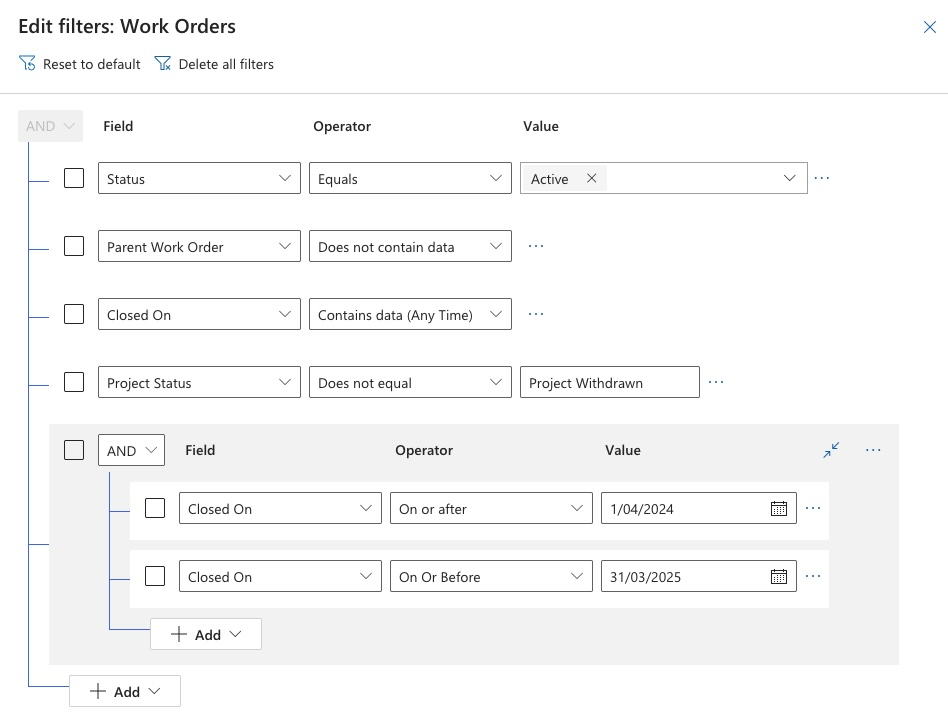 Edit filters: Work Orders
Reset to default Delete all filters
AND Field Operator Value
Status Equals Active
Parent Work Order Does not contain data
Closed On Contains data (Any Time)
Project Status Does not equal Project Withdrawn
AND Field Operator Value
Closed On On or after 1/04/2024
Closed On On Or Before 31/03/2025
Add
Add